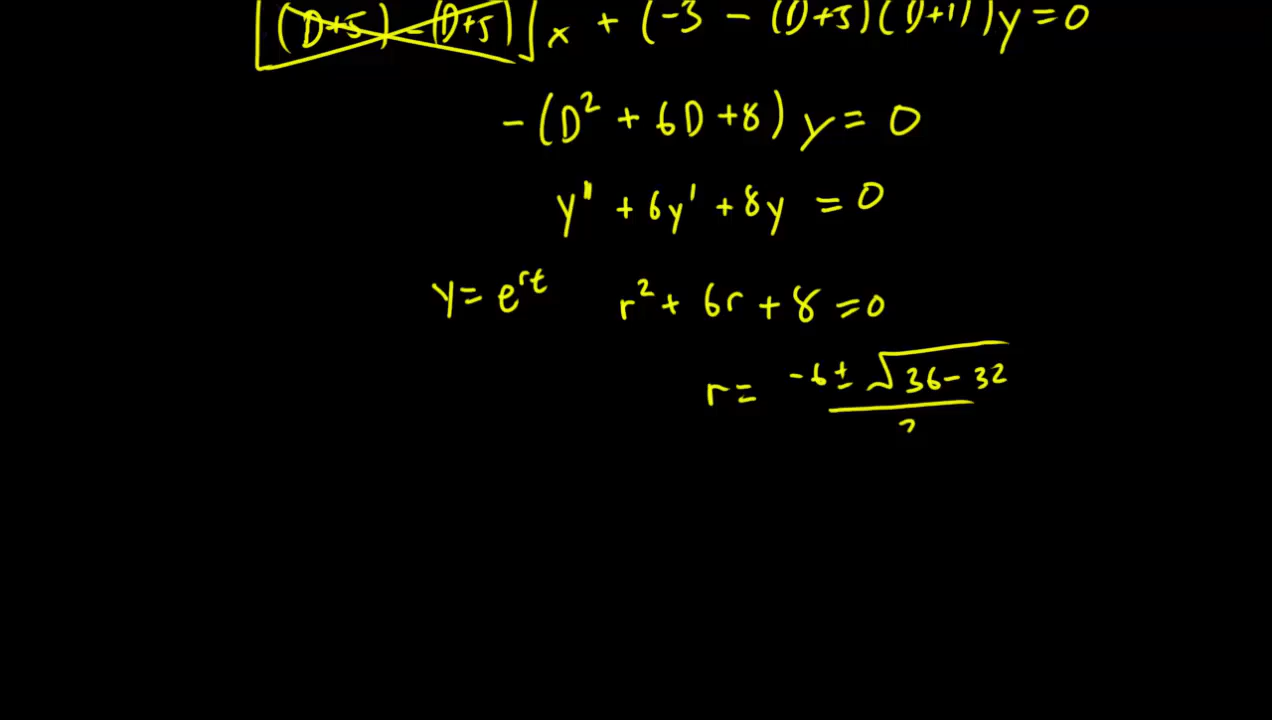 [(D+5) - (D+5)] x + (-3 - (D+5)(D+1))y = 0
-(D² + 6D + 8) y = 0
y" + 6y' + 8y = 0
y = e^{rt} r² + 6r + 8 = 0
r = (-6 ± √(36 - 32)) / 2